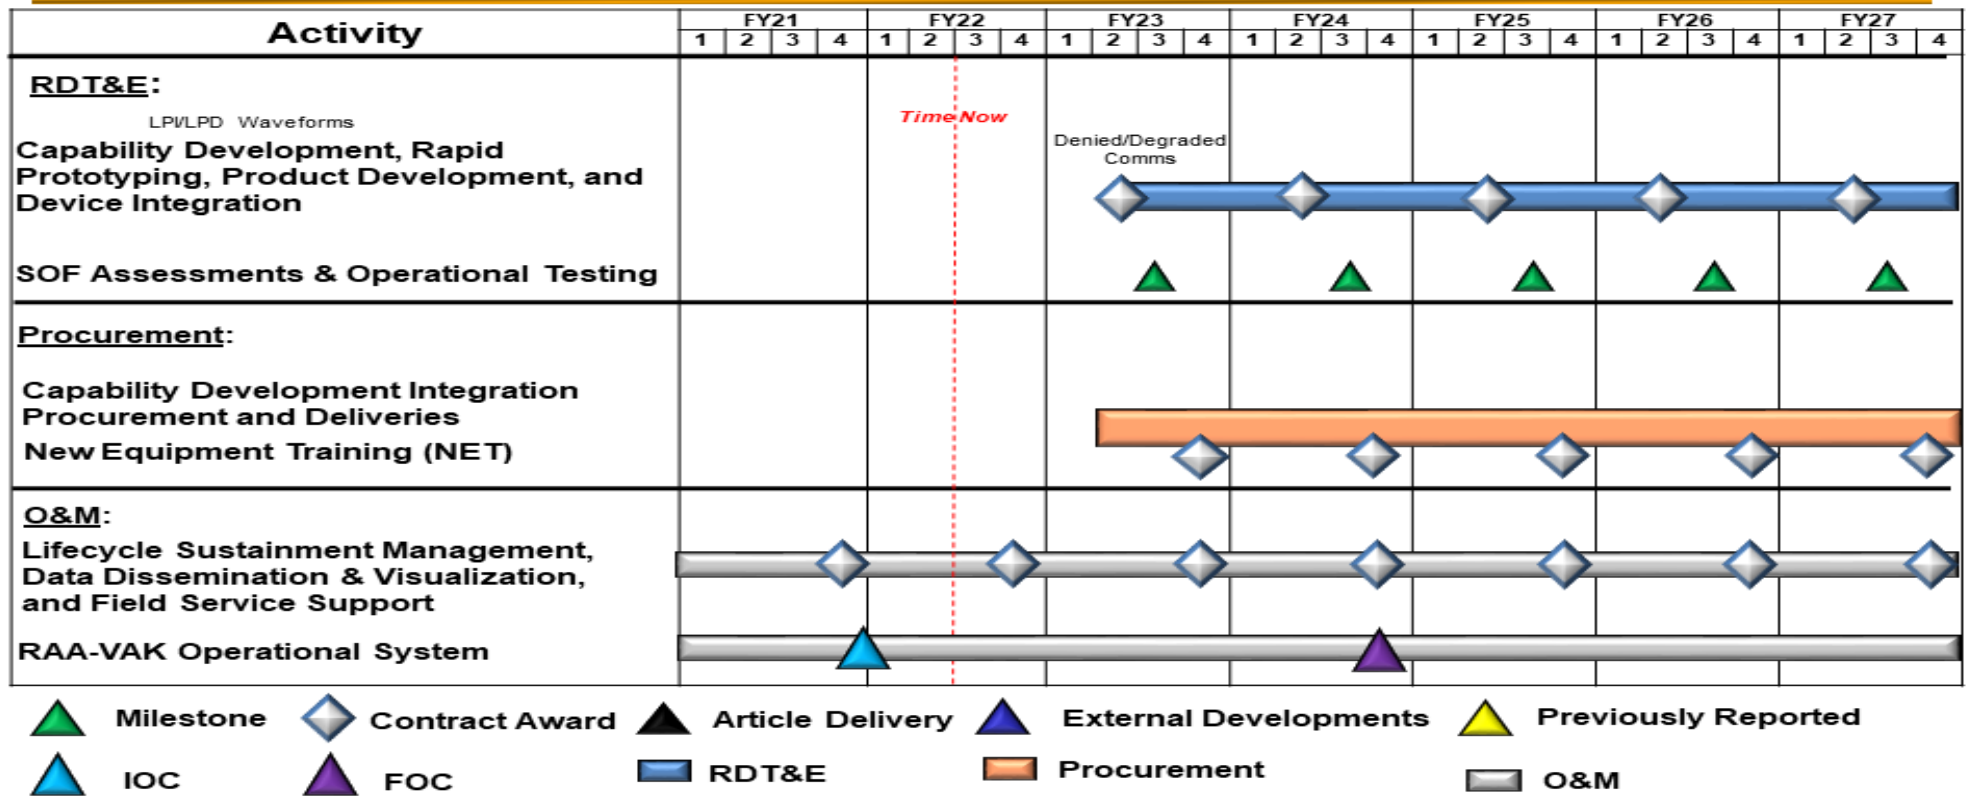 Activity
FY21 FY22 FY23 FY24 FY25 FY26 FY27
1 2 3 4 1 2 3 4 1 2 3 4 1 2 3 4 1 2 3 4 1 2 3 4 1 2 3 4
RDT&E:
LPI/LPD Waveforms
Time Now
Capability Development, Rapid
Prototyping, Product Development, and
Device Integration
Denied/Degraded
Comms
SOF Assessments & Operational Testing
Procurement:
Capability Development Integration
Procurement and Deliveries
New Equipment Training (NET)
O&M:
Lifecycle Sustainment Management,
Data Dissemination & Visualization,
and Field Service Support
RAA-VAK Operational System
Milestone Contract Award Article Delivery External Developments Previously Reported
IOC FOC RDT&E Procurement O&M